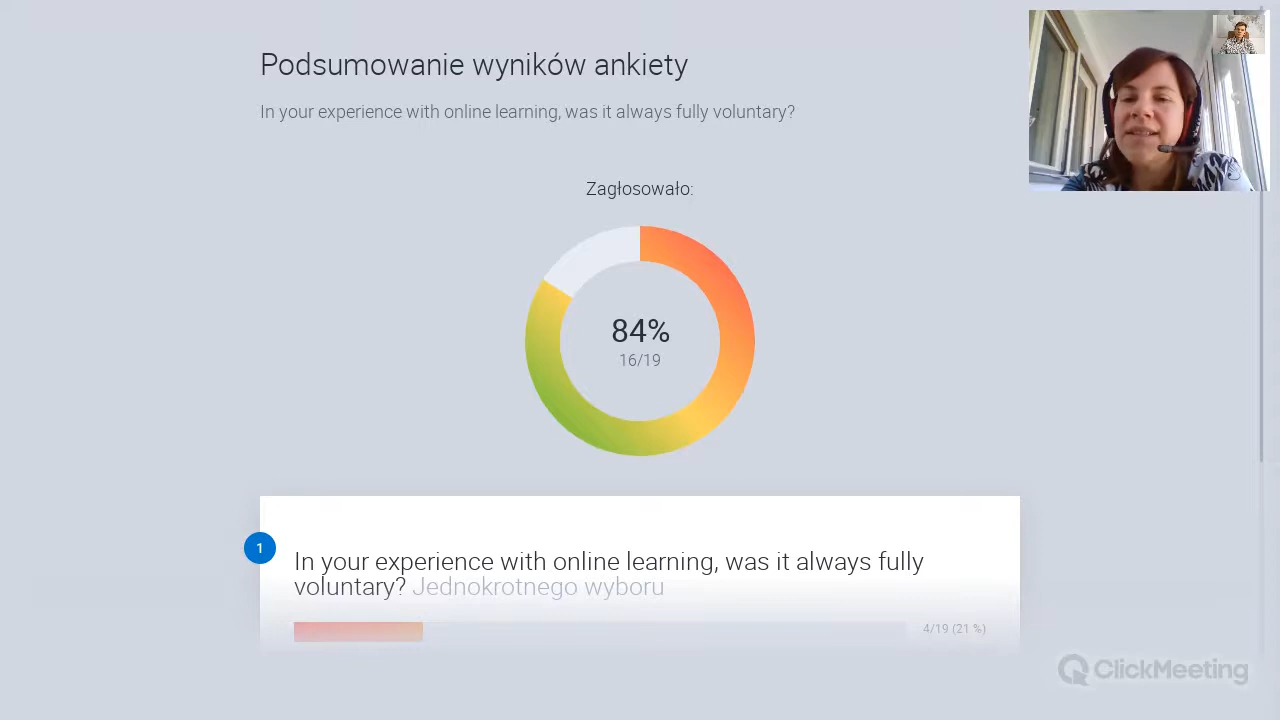 Podsumowanie wyników ankiety
In your experience with online learning, was it always fully voluntary?
Zagłosowało:
84%
16/19
1
In your experience with online learning, was it always fully
voluntary? Jednokrotnego wyboru
4/19 (21 %)
ClickMeeting